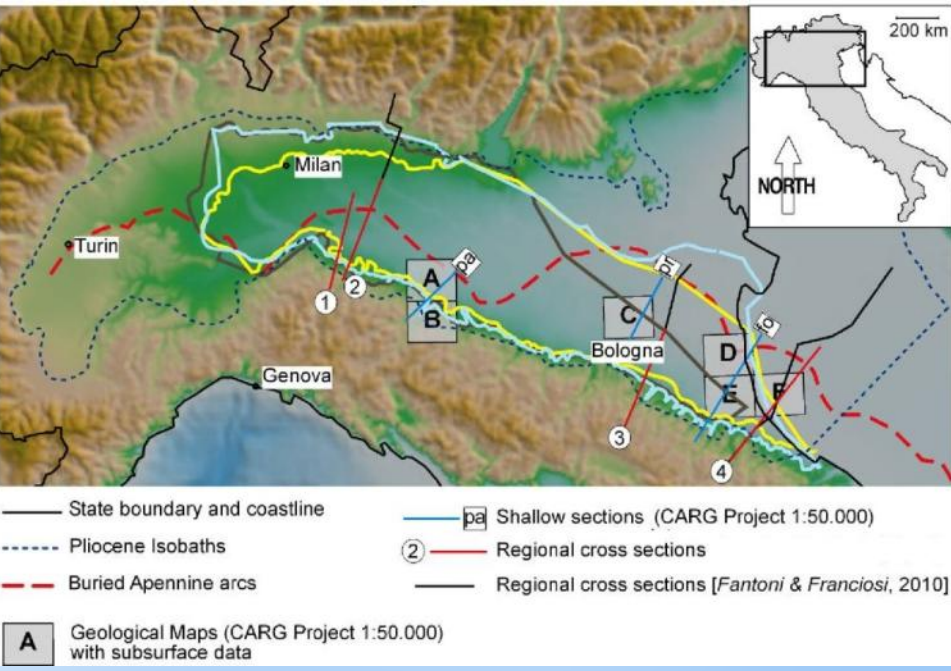 200 km
NORTH
Milan
Turin
1
2
A
pa
B
pr
C
Bologna
D
ro
E
F
Genova
3
4
State boundary and coastline
pa Shallow sections (CARG Project 1:50.000)
Pliocene Isobaths
2 Regional cross sections
Buried Apennine arcs
Regional cross sections [Fantoni & Franciosi, 2010]
A Geological Maps (CARG Project 1:50.000)
with subsurface data